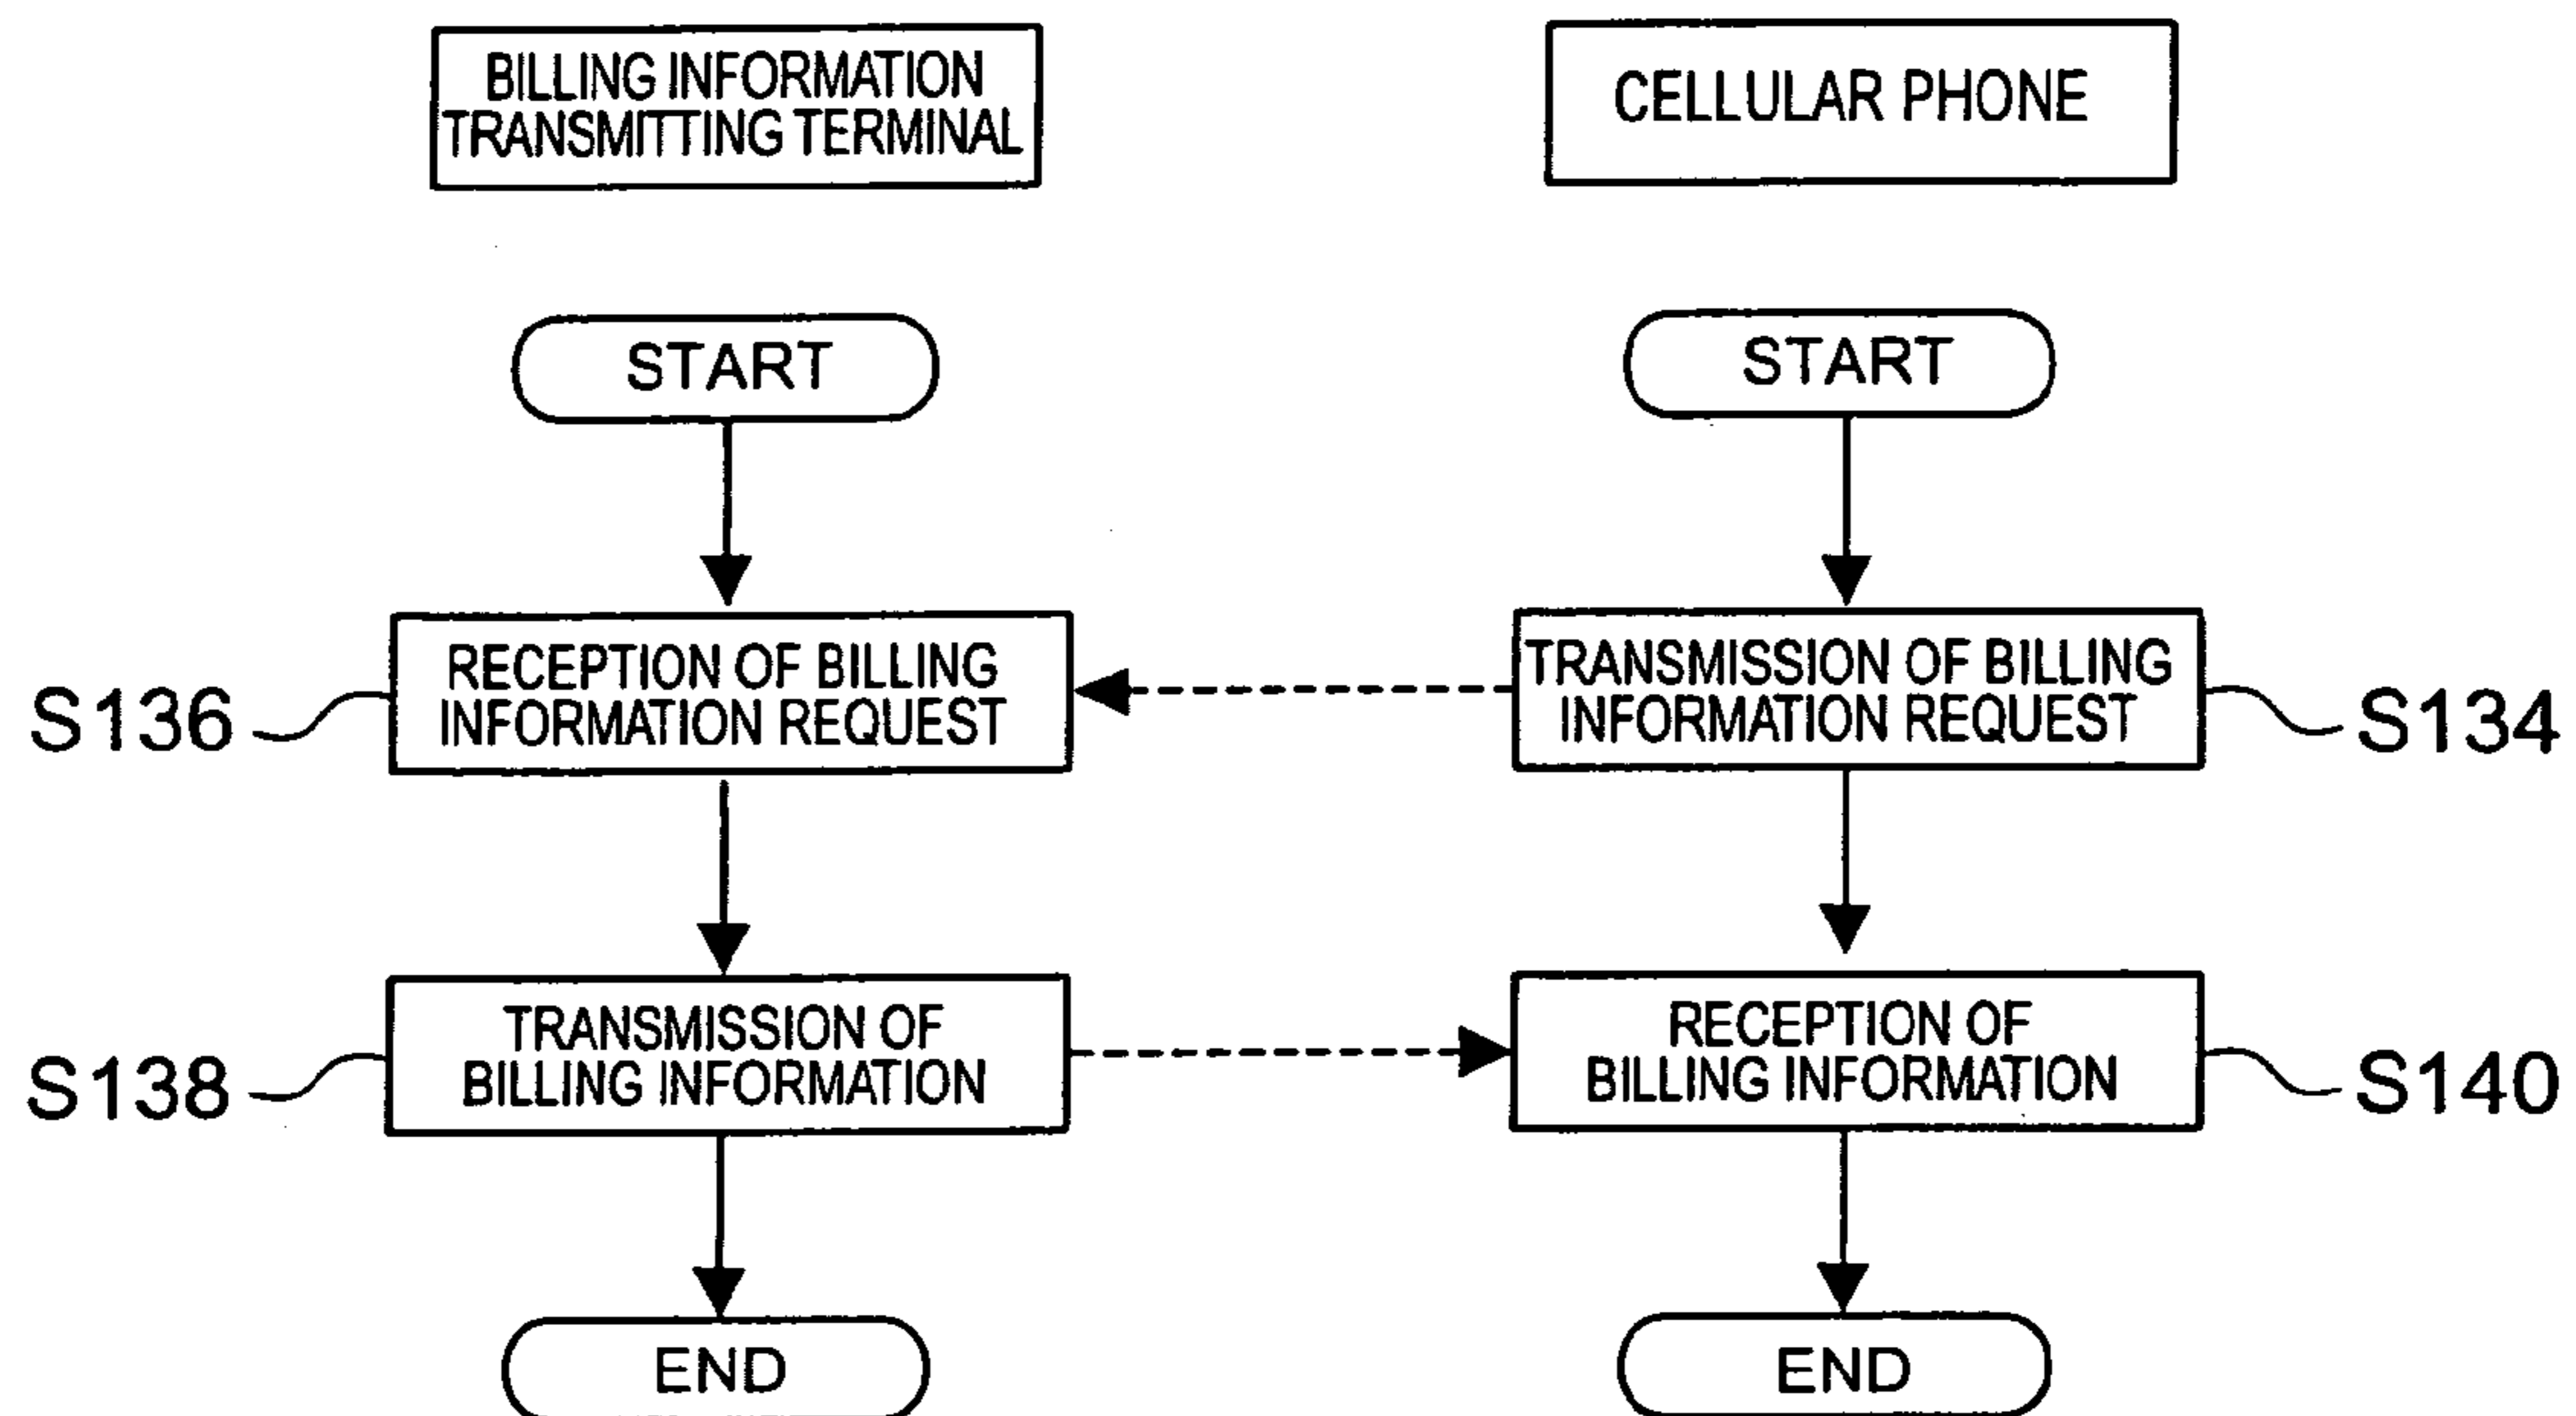 BILLING INFORMATION
TRANSMITTING TERMINAL
CELLULAR PHONE
START
START
S136
RECEPTION OF BILLING
INFORMATION REQUEST
TRANSMISSION OF BILLING
INFORMATION REQUEST
S134
S138
TRANSMISSION OF
BILLING INFORMATION
RECEPTION OF
BILLING INFORMATION
S140
END
END